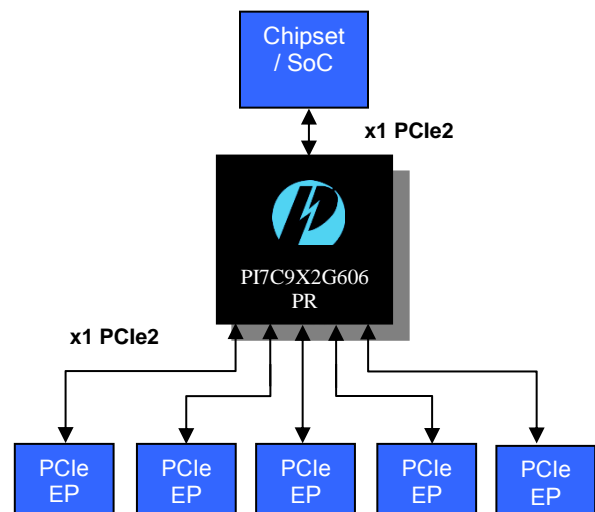 Chipset
/ SoC
x1 PCIe2
PI7C9X2G606
PR
x1 PCIe2
PCIe
EP
PCIe
EP
PCIe
EP
PCIe
EP
PCIe
EP